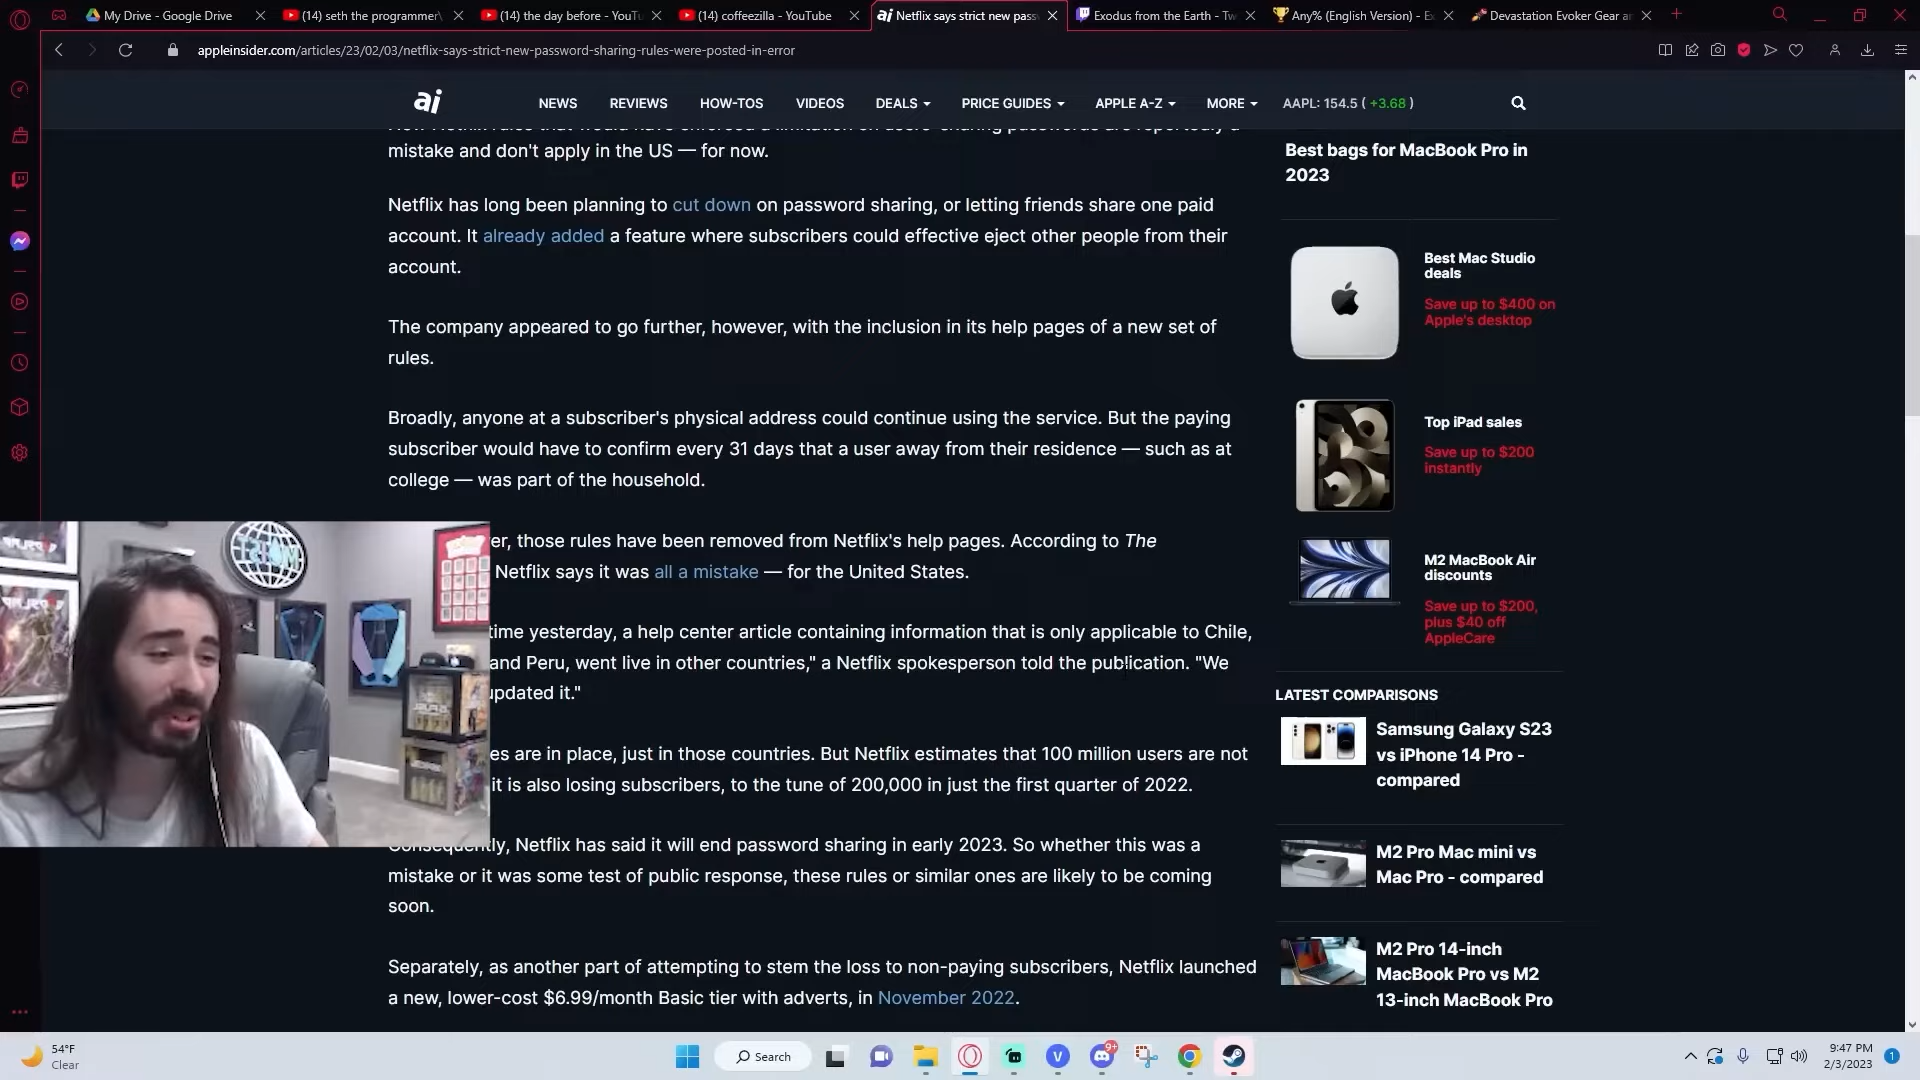 My Drive - Google Drive
(14) seth the programmer
(14) the day before - YouTu
(14) coffeezilla - YouTube
Netflix says strict new pass
Exodus from the Earth - Tw
Any% (English Version) - E
Devastation Evoker Gear a
appleinsider.com/articles/23/02/03/netflix-says-strict-new-password-sharing-rules-were-posted-in-error
ai
NEWS
REVIEWS
HOW-TOS
VIDEOS
DEALS
PRICE GUIDES
APPLE A-Z
MORE
AAPL: 154.5 ( +3.68 )
New Netflix rules that would have enforced a limitation on users' sharing passwords are reportedly a
mistake and don't apply in the US — for now.
Netflix has long been planning to cut down on password sharing, or letting friends share one paid
account. It already added a feature where subscribers could effective eject other people from their
account.
The company appeared to go further, however, with the inclusion in its help pages of a new set of
rules.
Broadly, anyone at a subscriber's physical address could continue using the service. But the paying
subscriber would have to confirm every 31 days that a user away from their residence — such as at
college — was part of the household.
er, those rules have been removed from Netflix's help pages. According to The
Netflix says it was all a mistake — for the United States.
time yesterday, a help center article containing information that is only applicable to Chile,
and Peru, went live in other countries," a Netflix spokesperson told the publication. "We
updated it."
es are in place, just in those countries. But Netflix estimates that 100 million users are not
it is also losing subscribers, to the tune of 200,000 in just the first quarter of 2022.
Consequently, Netflix has said it will end password sharing in early 2023. So whether this was a
mistake or it was some test of public response, these rules or similar ones are likely to be coming
soon.
Separately, as another part of attempting to stem the loss to non-paying subscribers, Netflix launched
a new, lower-cost $6.99/month Basic tier with adverts, in November 2022.
Best bags for MacBook Pro in
2023
Best Mac Studio
deals
Save up to $400 on
Apple's desktop
Top iPad sales
Save up to $200
instantly
M2 MacBook Air
discounts
Save up to $200,
plus $40 off
AppleCare
LATEST COMPARISONS
Samsung Galaxy S23
vs iPhone 14 Pro -
compared
M2 Pro Mac mini vs
Mac Pro - compared
M2 Pro 14-inch
MacBook Pro vs M2
13-inch MacBook Pro
54°F
Clear
Search
9+
9:47 PM
2/3/2023
1